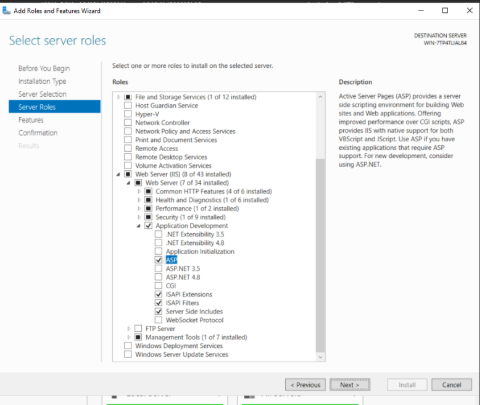 Add Roles and Features Wizard
Select server roles
DESTINATION SERVER
Before You Begin
Installation Type
Server Selection
Server Roles
Features
Confirmation
Results
Select one or more roles to install on the selected server.
Roles
File and Storage Services (1 of 12 installed)
Host Guardian Service
Hyper-V
Network Controller
Network Policy and Access Services
Print and Document Services
Remote Access
Remote Desktop Services
Volume Activation Services
Web Server (IIS) (8 of 43 installed)
Web Server (7 of 34 installed)
Common HTTP Features (4 of 6 installed)
Health and Diagnostics (1 of 6 installed)
Performance (1 of 2 installed)
Security (1 of 9 installed)
Application Development
.NET Extensibility 3.5
.NET Extensibility 4.8
Application Initialization
ASP
ASP.NET 3.5
ASP.NET 4.8
CGI
ISAPI Extensions
ISAPI Filters
Server Side Includes
WebSocket Protocol
FTP Server
Management Tools (1 of 7 installed)
Windows Deployment Services
Windows Server Update Services
Description
Active Server Pages (ASP) provides a server
side scripting environment for building Web
sites and Web applications. Offering
improved performance over CGI scripts, ASP
provides IIS with native support for both
VBScript and JScript. Use ASP if you have
existing applications that require ASP
support. For new development, consider
using ASP.NET.
< Previous
Next >
Install
Cancel